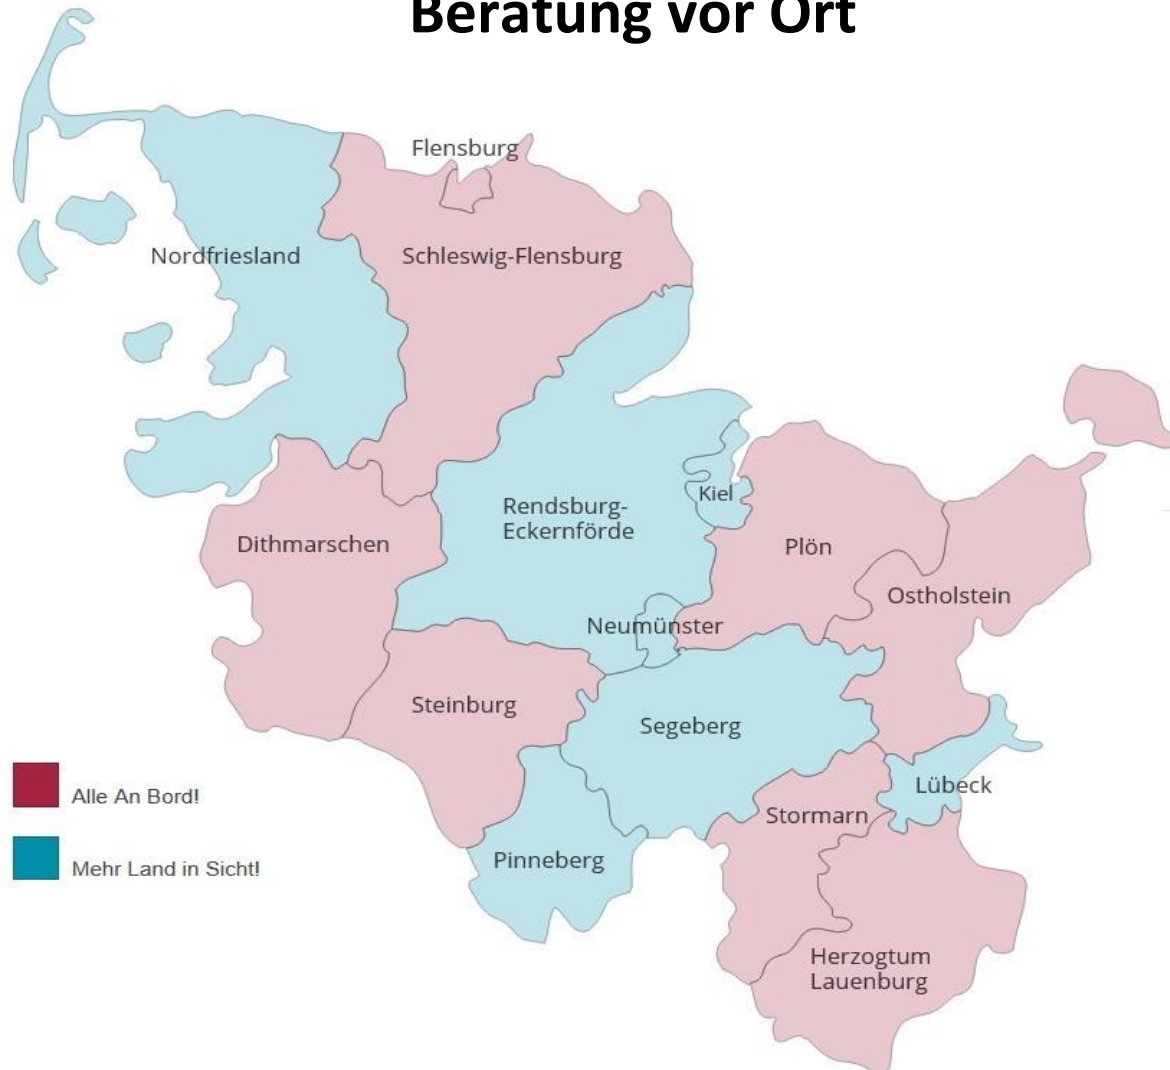 Beratung vor Ort
Flensburg
Nordfriesland
Schleswig-Flensburg
Kiel
Rendsburg-
Eckernförde
Dithmarschen
Plön
Ostholstein
Neumünster
Steinburg
Segeberg
Lübeck
Alle An Bord!
Stormarn
Mehr Land in Sicht!
Pinneberg
Herzogtum
Lauenburg